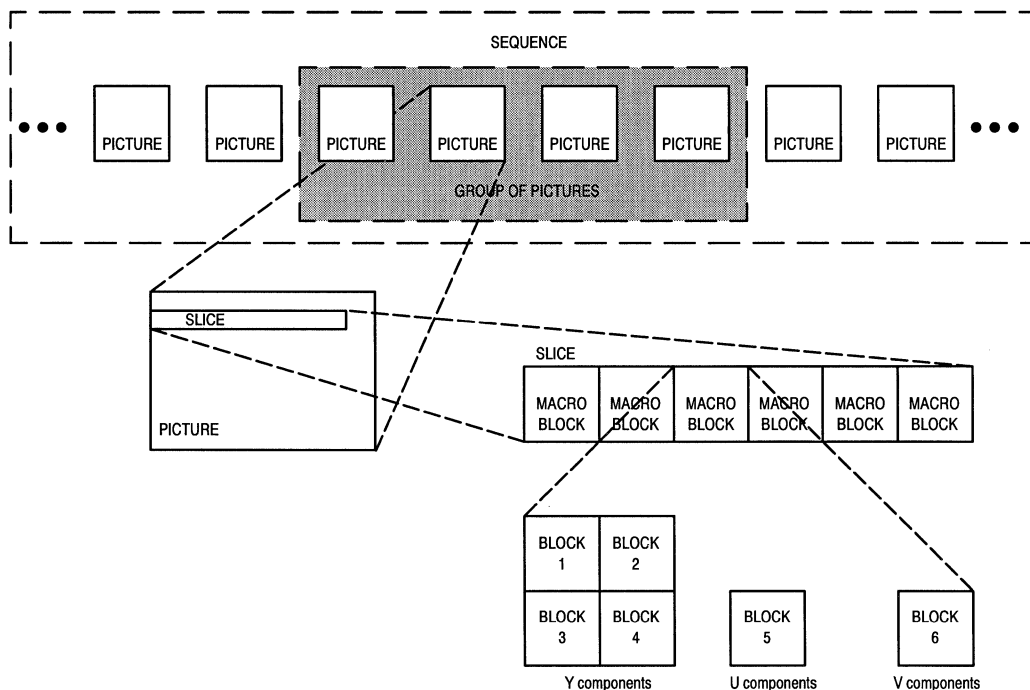 SEQUENCE
••• PICTURE PICTURE PICTURE PICTURE PICTURE PICTURE PICTURE PICTURE •••
GROUP OF PICTURES
SLICE
PICTURE
SLICE
MACRO MACRO MACRO MACRO MACRO MACRO
BLOCK BLOCK BLOCK BLOCK BLOCK BLOCK
BLOCK BLOCK
1 2
BLOCK BLOCK BLOCK BLOCK
3 4 5 6
Y components U components V components